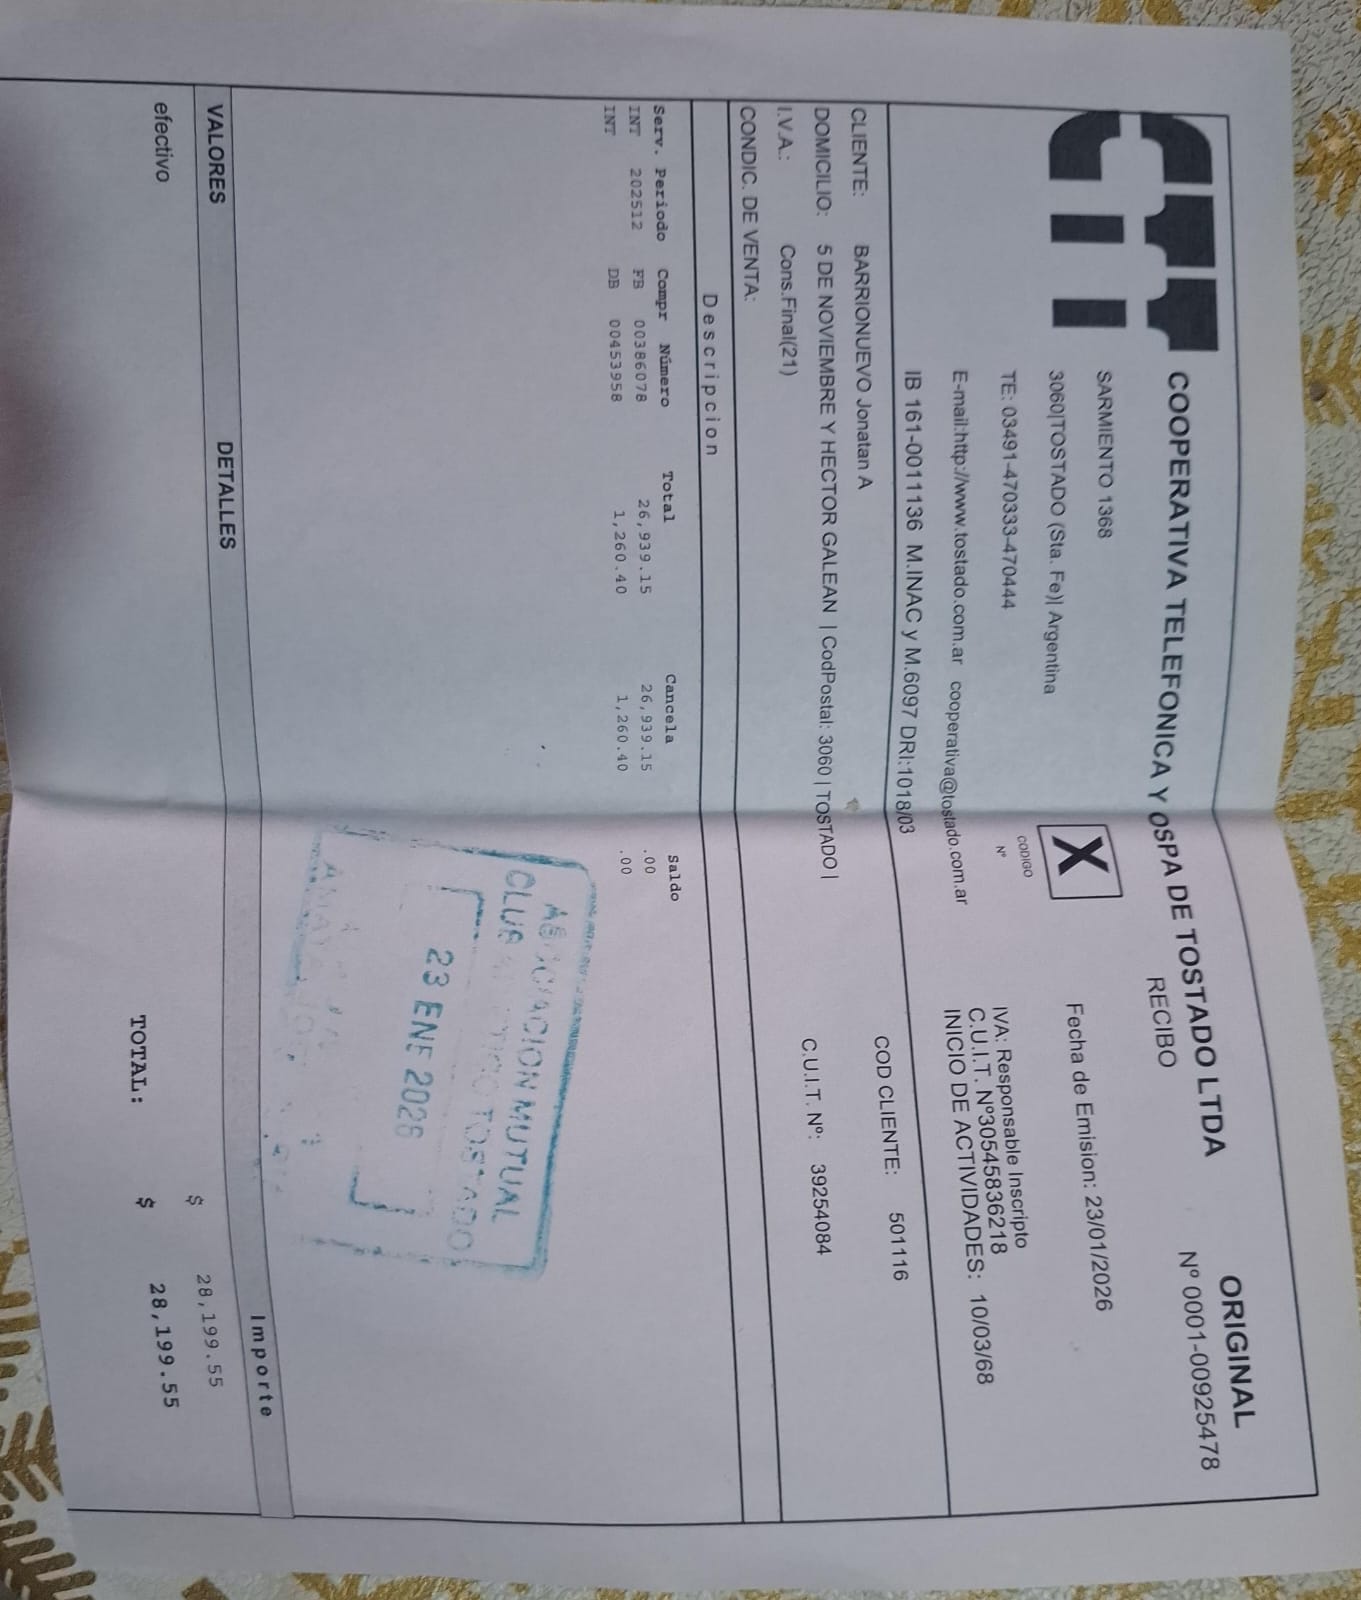 ORIGINAL
COOPERATIVA TELEFONICA Y OSPA DE TOSTADO LTDA
Nº 0001-00925478
RECIBO
SARMIENTO 1368
3060|TOSTADO (Sta. Fe)| Argentina
X
Fecha de Emision: 23/01/2026
TE: 03491-470333-470444
CODIGO
Nº
IVA: Responsable Inscripto
E-mail:http://www.tostado.com.ar cooperativa@tostado.com.ar
C.U.I.T. Nº30545836218
IB 161-0011136 M.INAC y M.6097 DRI:1018/03
INICIO DE ACTIVIDADES: 10/03/68
CLIENTE: BARRIONUEVO Jonatan A
COD CLIENTE: 501116
DOMICILIO: 5 DE NOVIEMBRE Y HECTOR GALEAN | CodPostal: 3060 | TOSTADO |
I.V.A.: Cons.Final(21)
C.U.I.T. Nº: 39254084
CONDIC. DE VENTA:
Descripcion
Serv. Periodo Compr Número Total Cancela Saldo
INT 202512 FB 00386078 26,939.15 26,939.15 .00
INT DB 00453958 1,260.40 1,260.40 .00
ASOCIACION MUTUAL
CLUB TOSTADO
23 ENE 2026
VALORES DETALLES Importe
efectivo $ 28,199.55
TOTAL: $ 28,199.55